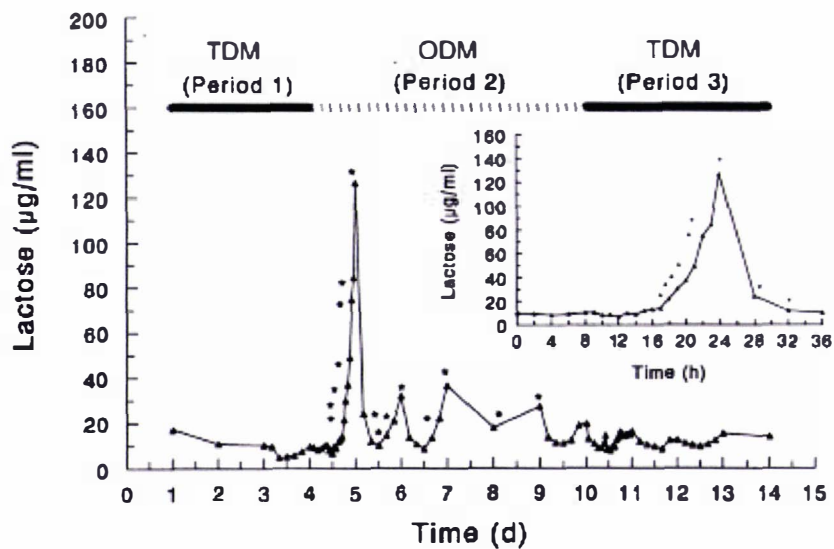 200
180
160
140
120
100
80
60
40
20
0
Lactose (µg/ml)
TDM
(Period 1)
ODM
(Period 2)
TDM
(Period 3)
160
140
120
100
80
60
40
20
0
Lactose (µg/ml)
0 4 8 12 16 20 24 28 32 36
Time (h)
0 1 2 3 4 5 6 7 8 9 10 11 12 13 14 15
Time (d)